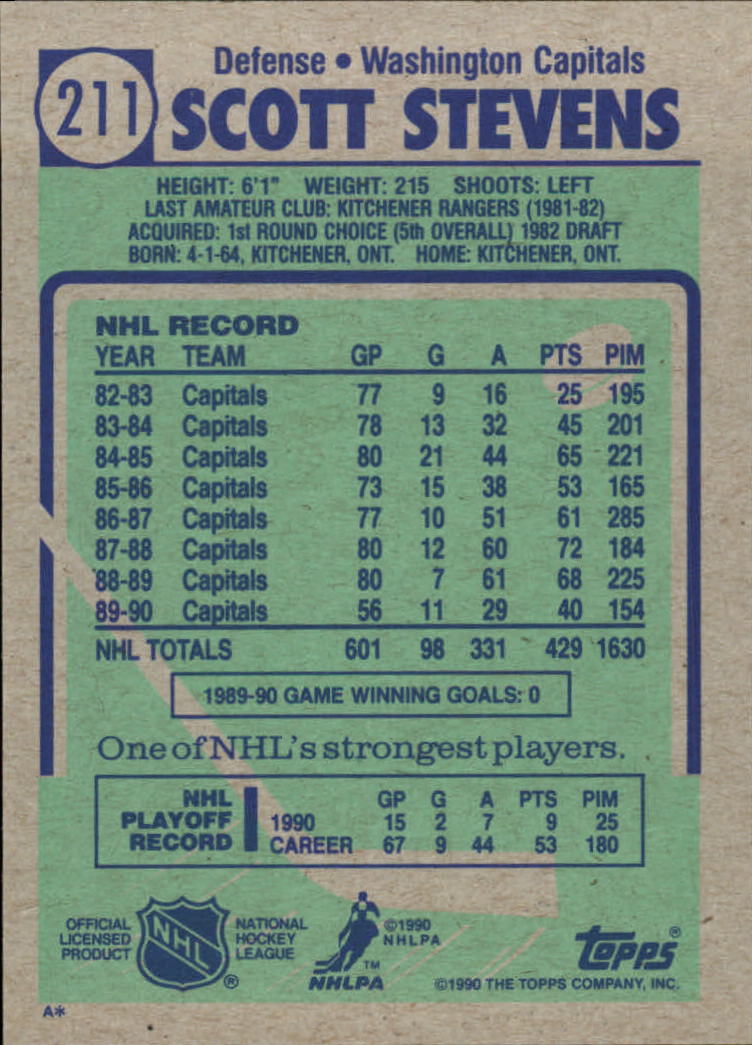 211
Defense • Washington Capitals
SCOTT STEVENS
HEIGHT: 6'1" WEIGHT: 215 SHOOTS: LEFT
LAST AMATEUR CLUB: KITCHENER RANGERS (1981-82)
ACQUIRED: 1st ROUND CHOICE (5th OVERALL) 1982 DRAFT
BORN: 4-1-64, KITCHENER, ONT. HOME: KITCHENER, ONT.
NHL RECORD
YEAR TEAM GP G A PTS PIM
82-83 Capitals 77 9 16 25 195
83-84 Capitals 78 13 32 45 201
84-85 Capitals 80 21 44 65 221
85-86 Capitals 73 15 38 53 165
86-87 Capitals 77 10 51 61 285
87-88 Capitals 80 12 60 72 184
88-89 Capitals 80 7 61 68 225
89-90 Capitals 56 11 29 40 154
NHL TOTALS 601 98 331 429 1630
1989-90 GAME WINNING GOALS: 0
One of NHL's strongest players.
NHL PLAYOFF RECORD
GP G A PTS PIM
1990 15 2 7 9 25
CAREER 67 9 44 53 180
OFFICIAL
LICENSED
PRODUCT
NHL
®
NATIONAL
HOCKEY
LEAGUE
©1990
NHLPA
TM
NHLPA
topps®
©1990 THE TOPPS COMPANY, INC.
A*